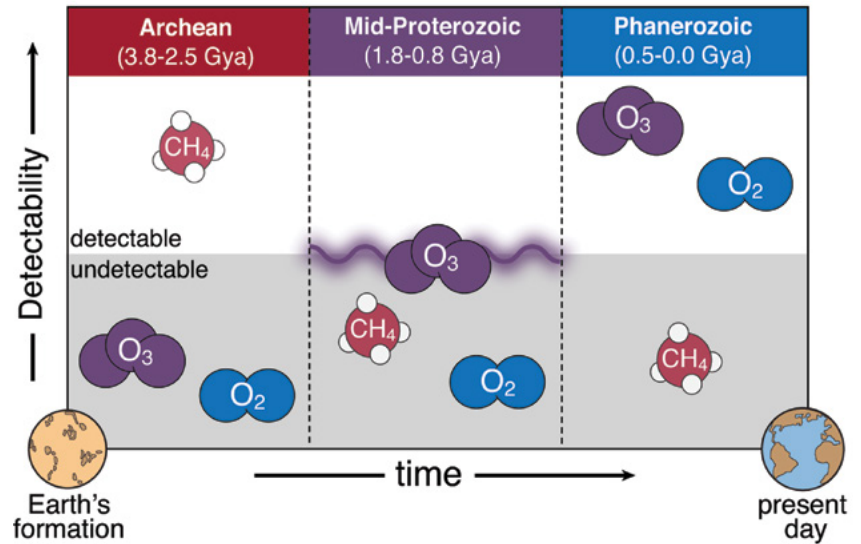 Archean
(3.8-2.5 Gya)
Mid-Proterozoic
(1.8-0.8 Gya)
Phanerozoic
(0.5-0.0 Gya)
Detectability
CH₄
O₃
O₂
detectable
undetectable
O₃
CH₄
O₂
O₃
O₂
CH₄
Earth's
formation
time
present
day